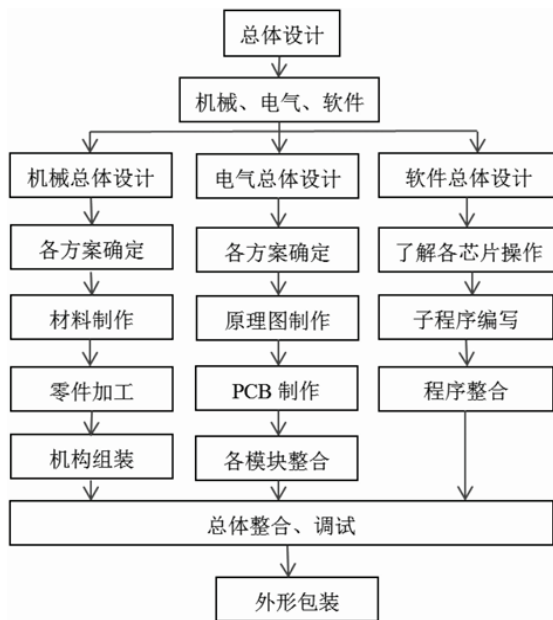 总体设计
机械、电气、软件
机械总体设计
电气总体设计
软件总体设计
各方案确定
各方案确定
了解各芯片操作
材料制作
原理图制作
子程序编写
零件加工
PCB 制作
程序整合
机构组装
各模块整合
总体整合、调试
外形包装